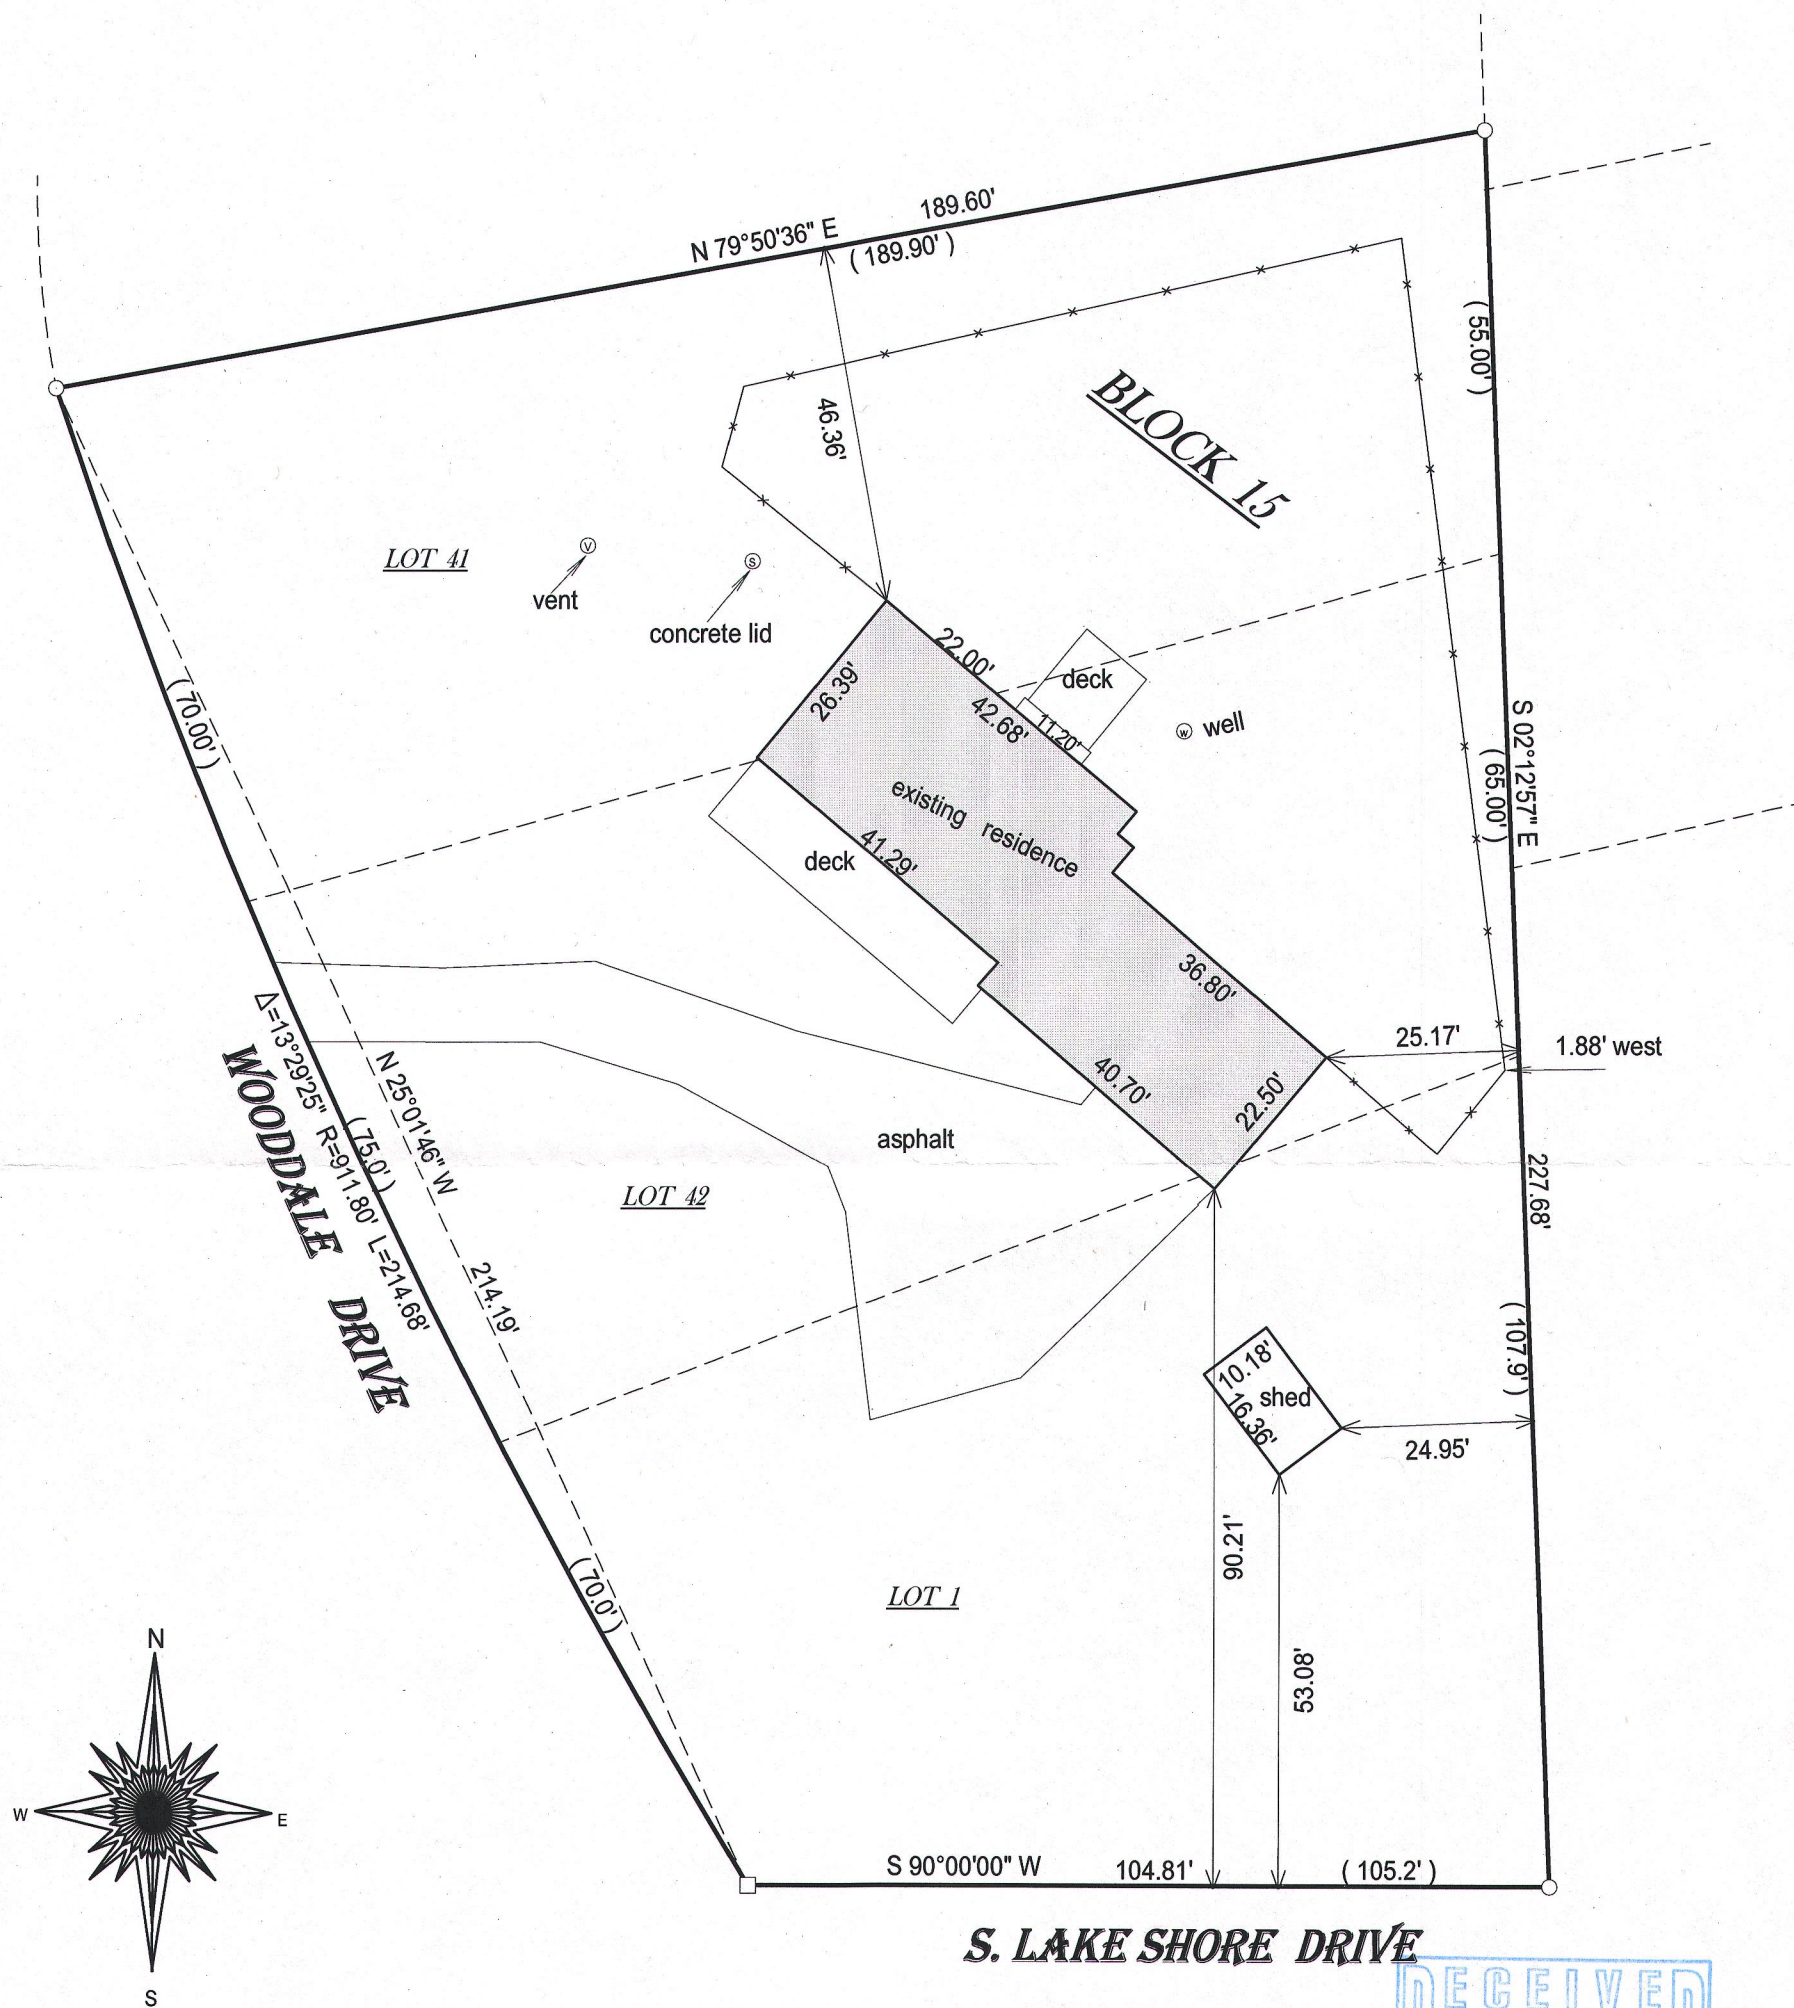 189.60'
N 79°50'36" E
( 189.90' )
( 55.00' )
46.36'
BLOCK 15
LOT 41
V
vent
S
concrete lid
22.00'
26.39'
42.68'
11.20'
deck
W well
( 70.00' )
S 02°12'57" E
( 65.00' )
existing residence
41.29'
deck
36.80'
25.17'
1.88' west
40.70'
22.50'
asphalt
Δ=13°29'25" R=911.80' L=214.68'
WOODDALE DRIVE
N 25°01'46" W
214.19'
( 75.0' )
LOT 42
227.68'
( 107.9' )
10.18'
16.36'
shed
24.95'
90.21'
53.08'
( 70.0' )
LOT 1
N
W
E
S
S 90°00'00" W
104.81'
( 105.2' )
S. LAKE SHORE DRIVE
RECEIVED